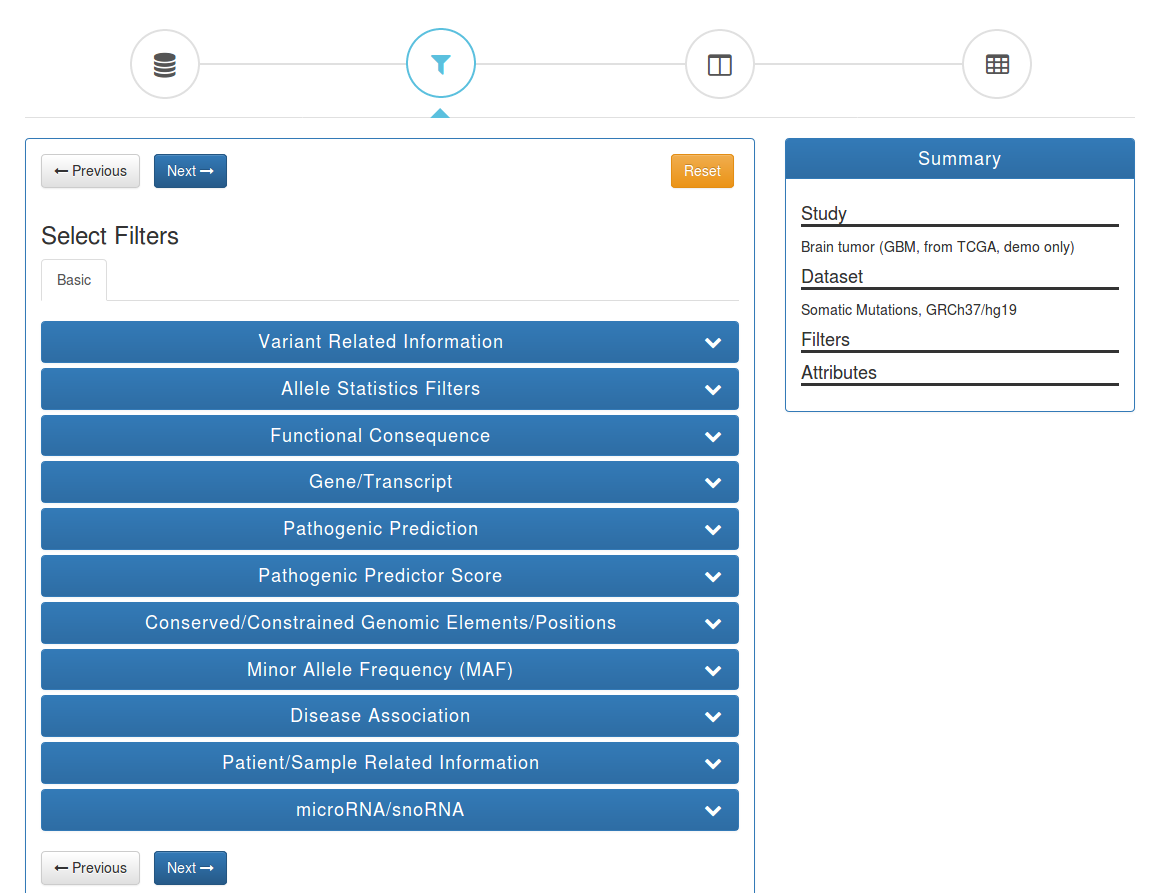 ← Previous Next → Reset
Select Filters
Basic
Variant Related Information
Allele Statistics Filters
Functional Consequence
Gene/Transcript
Pathogenic Prediction
Pathogenic Predictor Score
Conserved/Constrained Genomic Elements/Positions
Minor Allele Frequency (MAF)
Disease Association
Patient/Sample Related Information
microRNA/snoRNA
← Previous Next →
Summary
Study
Brain tumor (GBM, from TCGA, demo only)
Dataset
Somatic Mutations, GRCh37/hg19
Filters
Attributes